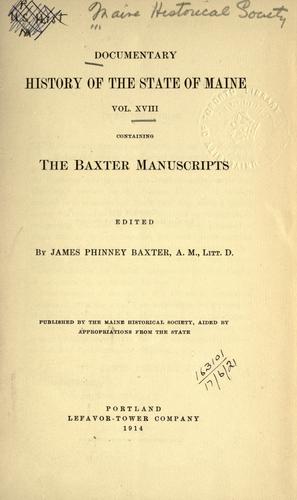 Maine Historical Society
DOCUMENTARY
HISTORY OF THE STATE OF MAINE
VOL. XVIII
CONTAINING
THE BAXTER MANUSCRIPTS
EDITED
BY JAMES PHINNEY BAXTER, A. M., LITT. D.
PUBLISHED BY THE MAINE HISTORICAL SOCIETY, AIDED BY
APPROPRIATIONS FROM THE STATE
163101
17/6/21
PORTLAND
LEFAVOR-TOWER COMPANY
1914